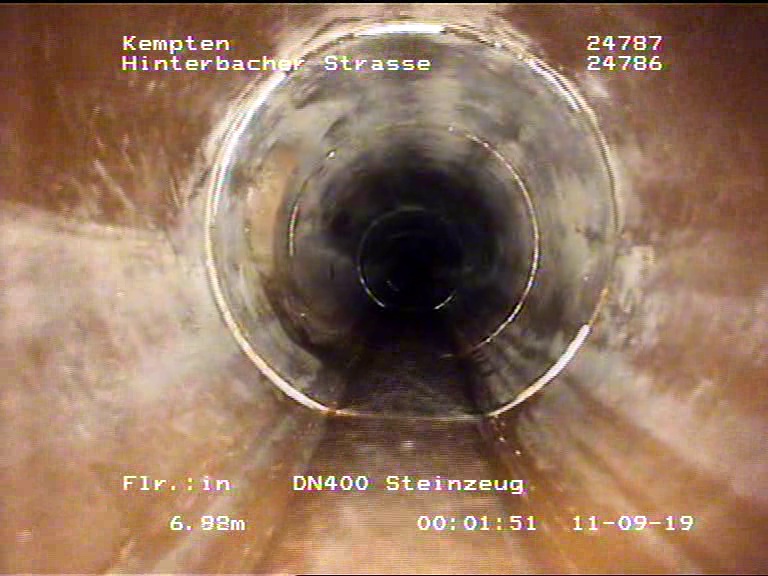 Kempten 24787
Hinterbacher Strasse 24786
Flr.:in DN400 Steinzeug
6.98m 00:01:51 11-09-19